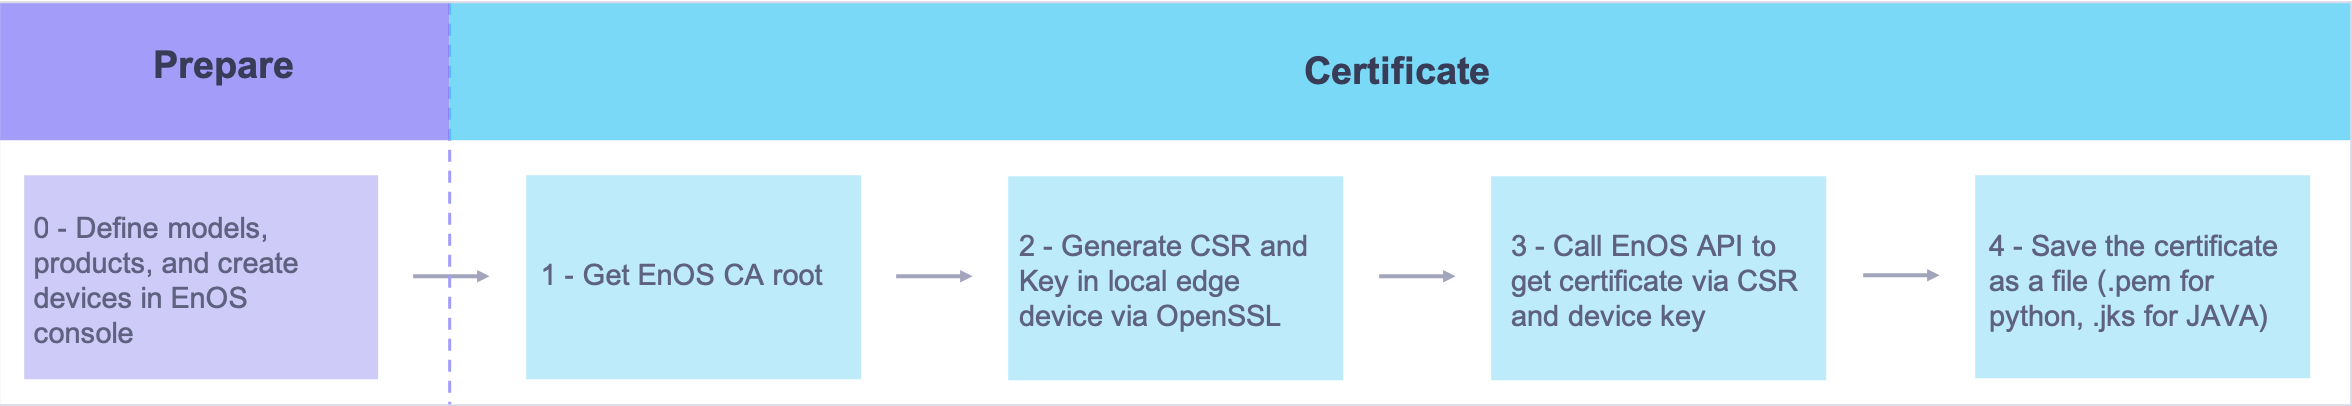 Prepare
Certificate
0 - Define models,
products, and create
devices in EnOS
console
1 - Get EnOS CA root
2 - Generate CSR and
Key in local edge
device via OpenSSL
3 - Call EnOS API to
get certificate via CSR
and device key
4 - Save the certificate
as a file (.pem for
python, .jks for JAVA)